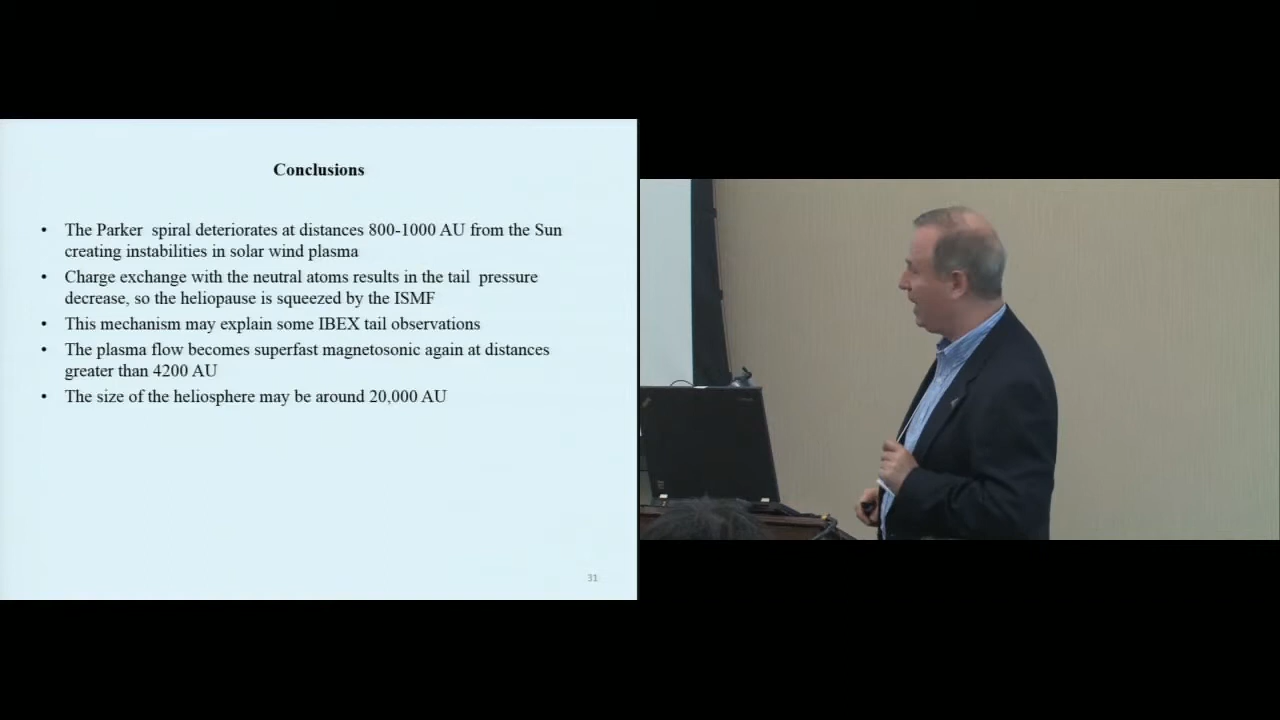 Conclusions
• The Parker spiral deteriorates at distances 800-1000 AU from the Sun
creating instabilities in solar wind plasma
• Charge exchange with the neutral atoms results in the tail pressure
decrease, so the heliopause is squeezed by the ISMF
• This mechanism may explain some IBEX tail observations
• The plasma flow becomes superfast magnetosonic again at distances
greater than 4200 AU
• The size of the heliosphere may be around 20,000 AU
31